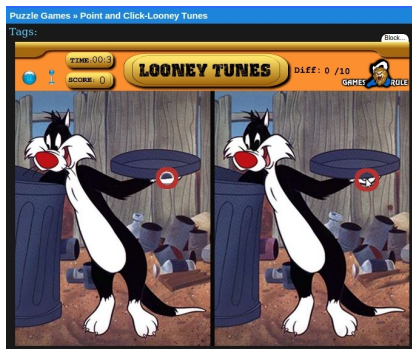 Puzzle Games » Point and Click-Looney Tunes
Tags:
Block...
TIME:00:3
SCORE: 0
LOONEY TUNES
Diff: 0 /10
GAMES RULE